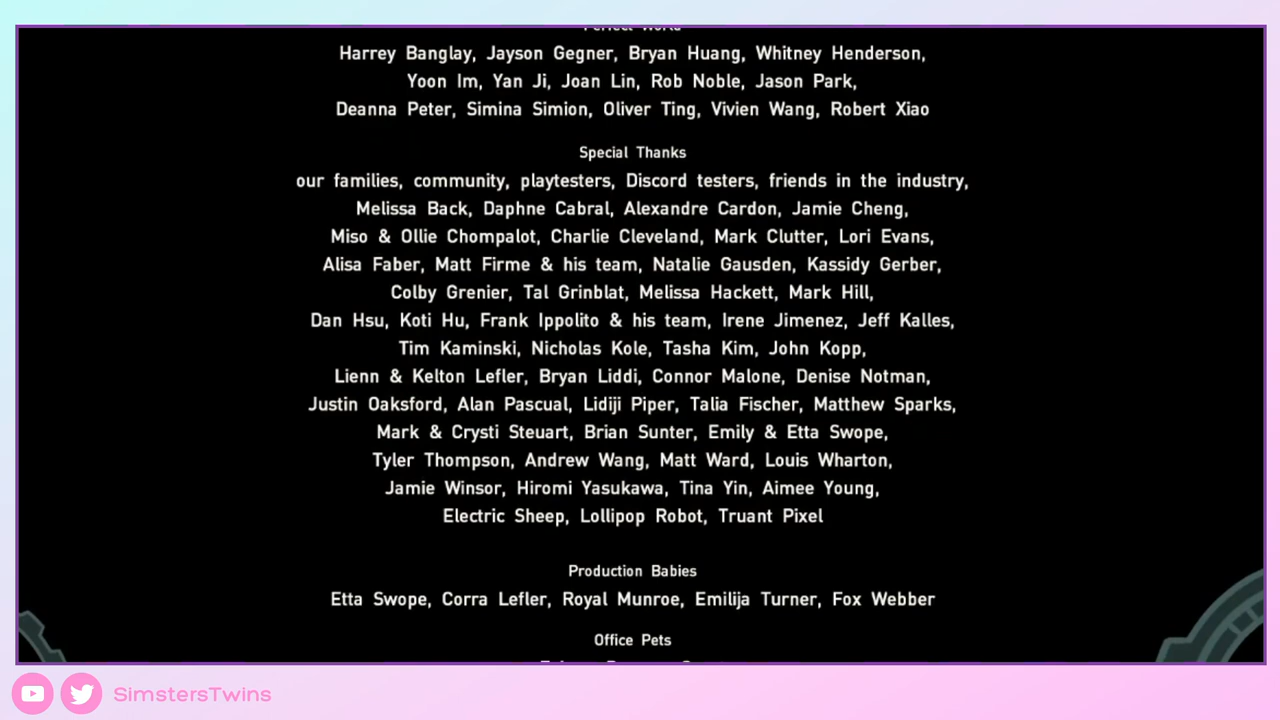 Perfect World
Harrey Banglay, Jayson Gegner, Bryan Huang, Whitney Henderson,
Yoon Im, Yan Ji, Joan Lin, Rob Noble, Jason Park,
Deanna Peter, Simina Simion, Oliver Ting, Vivien Wang, Robert Xiao
Special Thanks
our families, community, playtesters, Discord testers, friends in the industry,
Melissa Back, Daphne Cabral, Alexandre Cardon, Jamie Cheng,
Miso & Ollie Chompalot, Charlie Cleveland, Mark Clutter, Lori Evans,
Alisa Faber, Matt Firme & his team, Natalie Gausden, Kassidy Gerber,
Colby Grenier, Tal Grinblat, Melissa Hackett, Mark Hill,
Dan Hsu, Koti Hu, Frank Ippolito & his team, Irene Jimenez, Jeff Kalles,
Tim Kaminski, Nicholas Kole, Tasha Kim, John Kopp,
Lienn & Kelton Lefler, Bryan Liddi, Connor Malone, Denise Notman,
Justin Oaksford, Alan Pascual, Lidiji Piper, Talia Fischer, Matthew Sparks,
Mark & Crysti Steuart, Brian Sunter, Emily & Etta Swope,
Tyler Thompson, Andrew Wang, Matt Ward, Louis Wharton,
Jamie Winsor, Hiromi Yasukawa, Tina Yin, Aimee Young,
Electric Sheep, Lollipop Robot, Truant Pixel
Production Babies
Etta Swope, Corra Lefler, Royal Munroe, Emilija Turner, Fox Webber
Office Pets
SimstersTwins